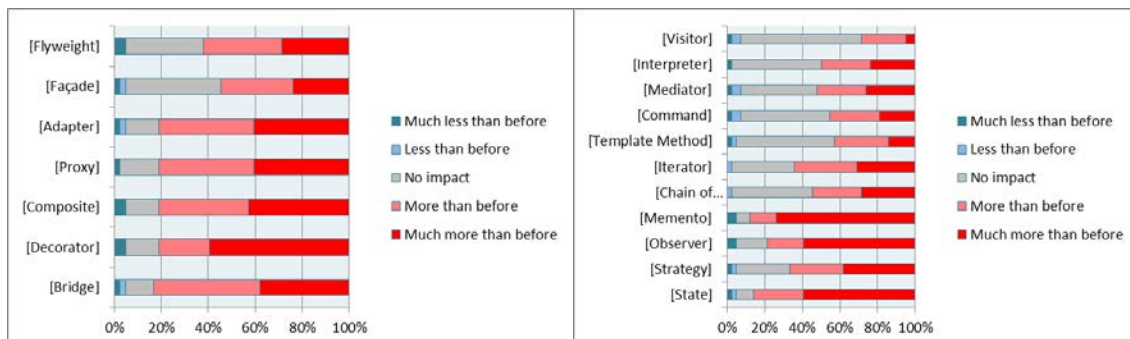 [Flyweight]
[Façade]
[Adapter]
[Proxy]
[Composite]
[Decorator]
[Bridge]
0% 20% 40% 60% 80% 100%
Much less than before
Less than before
No impact
More than before
Much more than before
[Visitor]
[Interpreter]
[Mediator]
[Command]
[Template Method]
[Iterator]
[Chain of...
[Memento]
[Observer]
[Strategy]
[State]
0% 20% 40% 60% 80% 100%
Much less than before
Less than before
No impact
More than before
Much more than before